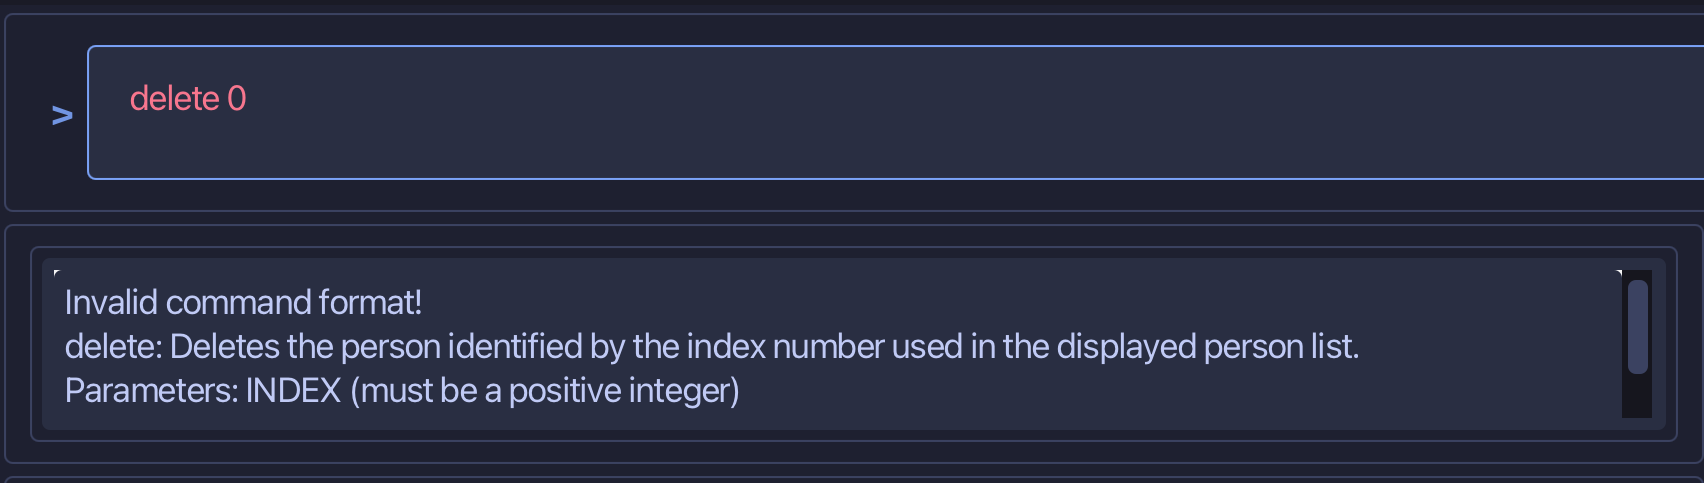 > delete 0
Invalid command format!
delete: Deletes the person identified by the index number used in the displayed person list.
Parameters: INDEX (must be a positive integer)